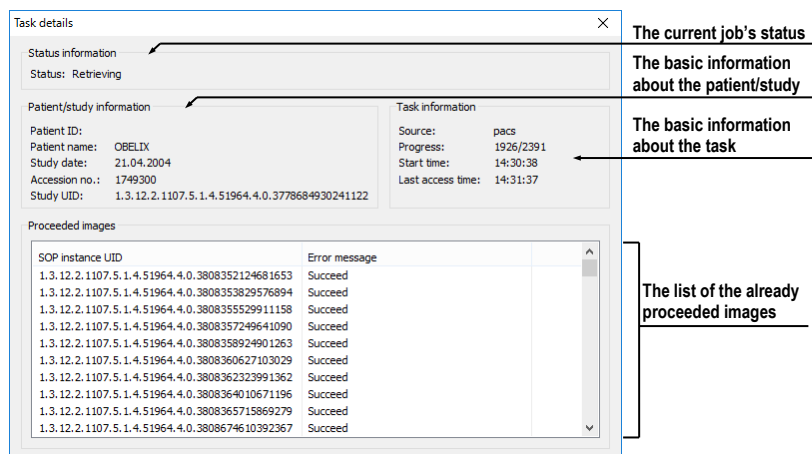 Task details
The current job's status
Status information
Status: Retrieving
The basic information
about the patient/study
Patient/study information
Patient ID:
Patient name: OBELIX
Study date: 21.04.2004
Accession no.: 1749300
Study UID: 1.3.12.2.1107.5.1.4.51964.4.0.3778684930241122
Task information
Source: pacs
Progress: 1926/2391
Start time: 14:30:38
Last access time: 14:31:37
The basic information
about the task
Proceeded images
SOP instance UID Error message
1.3.12.2.1107.5.1.4.51964.4.0.3808352124681653 Succeed
1.3.12.2.1107.5.1.4.51964.4.0.3808353829576894 Succeed
1.3.12.2.1107.5.1.4.51964.4.0.3808355529911158 Succeed
1.3.12.2.1107.5.1.4.51964.4.0.3808357249641090 Succeed
1.3.12.2.1107.5.1.4.51964.4.0.3808358924901263 Succeed
1.3.12.2.1107.5.1.4.51964.4.0.3808360627103029 Succeed
1.3.12.2.1107.5.1.4.51964.4.0.3808362323991362 Succeed
1.3.12.2.1107.5.1.4.51964.4.0.3808364010671196 Succeed
1.3.12.2.1107.5.1.4.51964.4.0.3808365715869279 Succeed
1.3.12.2.1107.5.1.4.51964.4.0.3808674610392367 Succeed
The list of the already
proceeded images